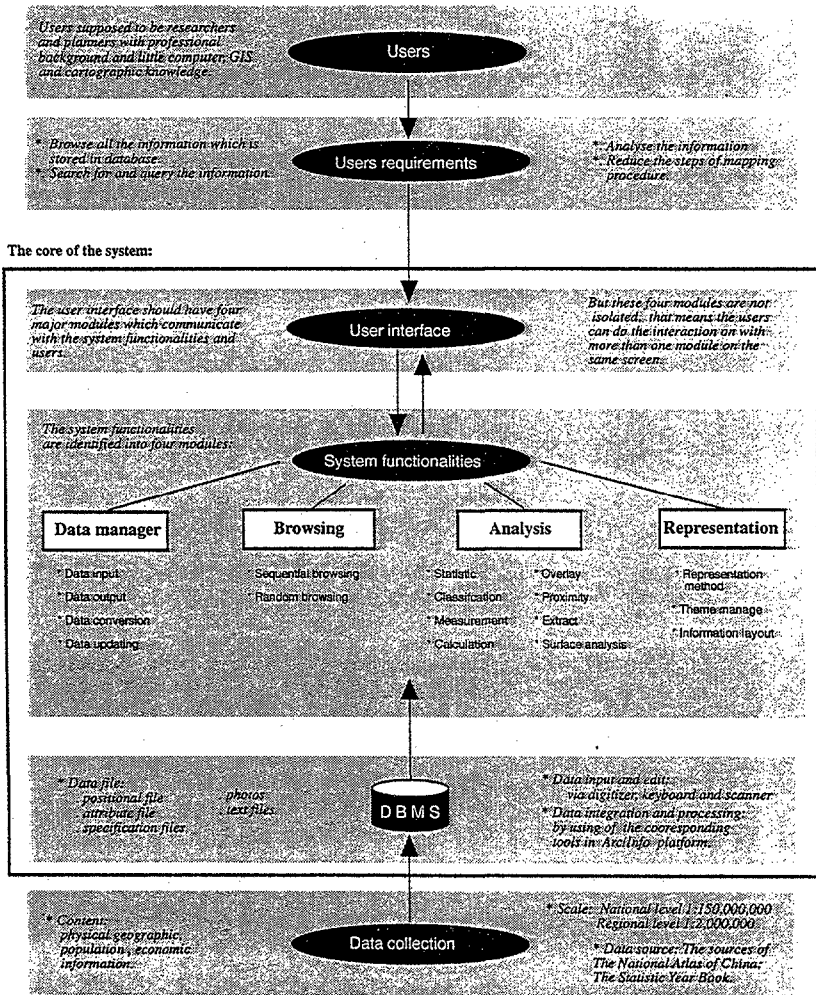 Users supposed to be researchers
and planners with professional
background and little computer, GIS
and cartographic knowledge.
Users
* Browse all the information which is
stored in database.
* Search for and query the information.
Users requirements
* Analyse the information
* Reduce the steps of mapping
procedure.
The core of the system:
The user interface should have four
major modules which communicate
with the system functionalities and
users.
User interface
But these four modules are not
isolated, that means the users
can do the interaction on with
more than one module on the
same screen.
The system functionalities
are identified into four modules:
System functionalities
Data manager
* Data input
* Data output
* Data conversion
* Data updating
Browsing
* Sequential browsing
* Random browsing
Analysis
* Statistic
Classification
* Measurement
* Calculation
* Overlay
* Proximity
* Extract
* Surface analysis
Representation
* Representation
method
* Theme manage
* Information layout
* Data file:
positional file
attribute file
specification files
photos
text files
D B M S
* Data input and edit:
via digitizer, keyboard and scanner
* Data integration and processing:
by using of the cooresponding
tools in Arc/Info platform.
* Content:
physical geographic,
population, economic
information.
Data collection
* Scale: National level 1:150,000,000
Regional level 1:2,000,000
* Data source: The sources of
The National Atlas of China;
The Statistic Year Book.